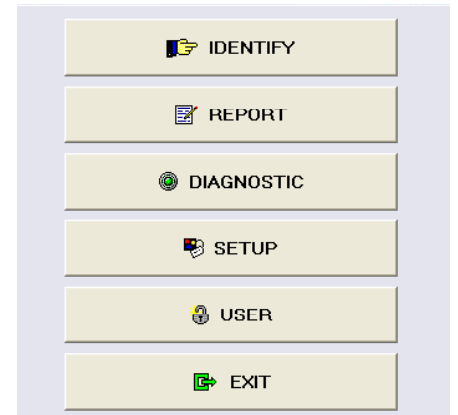 IDENTIFY
REPORT
DIAGNOSTIC
SETUP
USER
EXIT